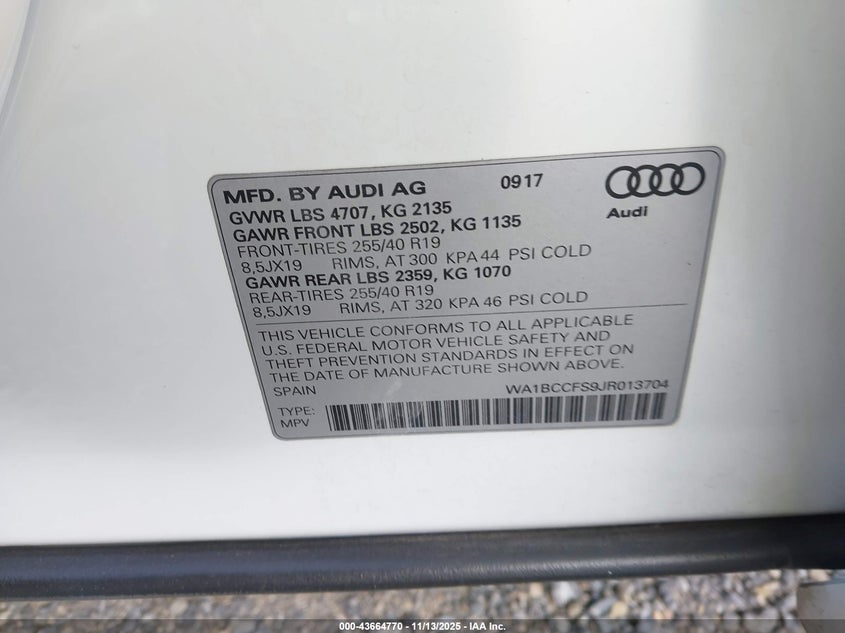 MFD. BY AUDI AG 0917
Audi
GVWR LBS 4707, KG 2135
GAWR FRONT LBS 2502, KG 1135
FRONT-TIRES 255/40 R19
8,5JX19 RIMS, AT 300 KPA 44 PSI COLD
GAWR REAR LBS 2359, KG 1070
REAR-TIRES 255/40 R19
8,5JX19 RIMS, AT 320 KPA 46 PSI COLD
THIS VEHICLE CONFORMS TO ALL APPLICABLE
U.S. FEDERAL MOTOR VEHICLE SAFETY AND
THEFT PREVENTION STANDARDS IN EFFECT ON
THE DATE OF MANUFACTURE SHOWN ABOVE.
SPAIN WA1BCCFS9JR013704
TYPE:
MPV
000-43664770 - 11/13/2025 - IAA Inc.